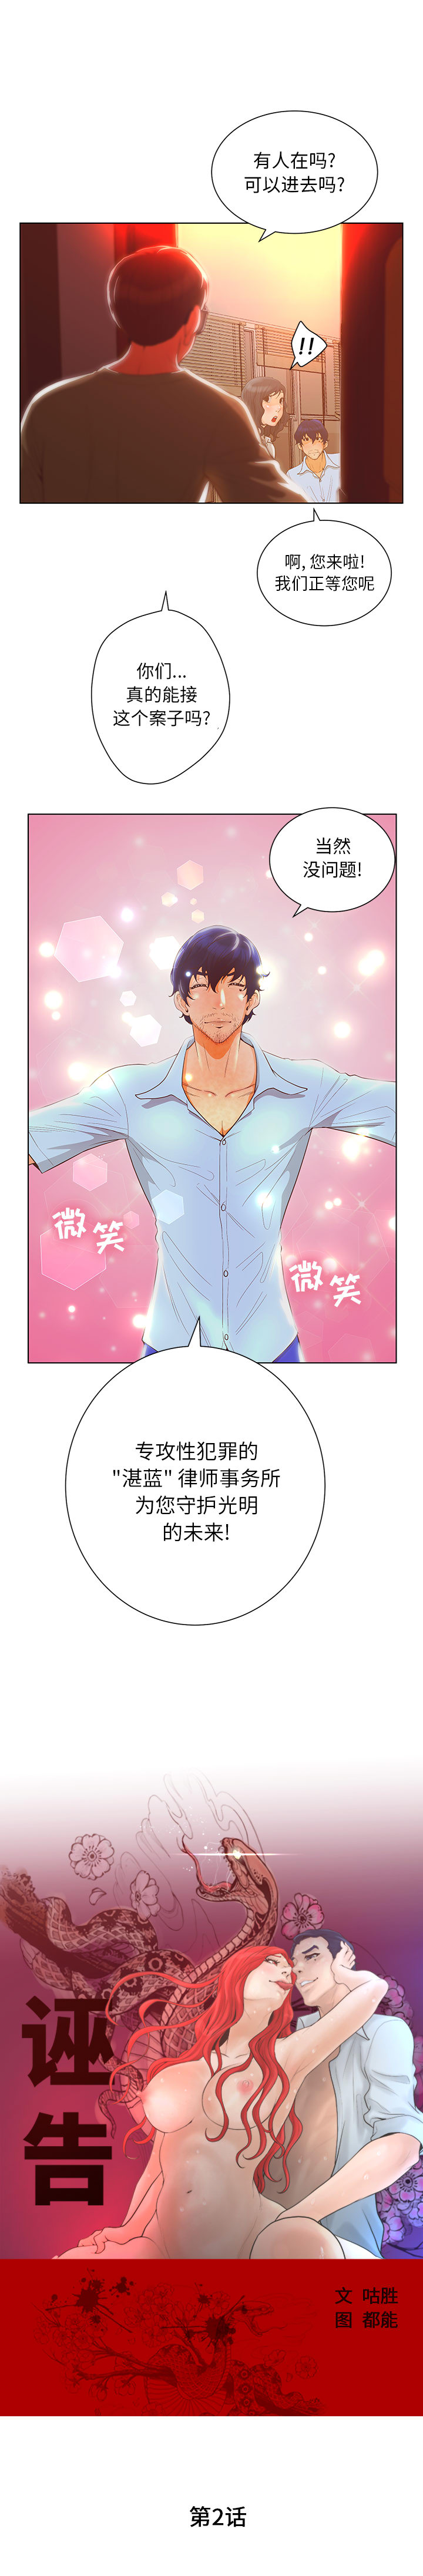 有人在吗?
可以进去吗?
!!
啊, 您来啦!
我们正等您呢
你们...
真的能接
这个案子吗?
当然
没问题!
微笑
微笑
专攻性犯罪的
"湛蓝" 律师事务所
为您守护光明
的未来!
诬告
文 咕胜
图 都能
第2话